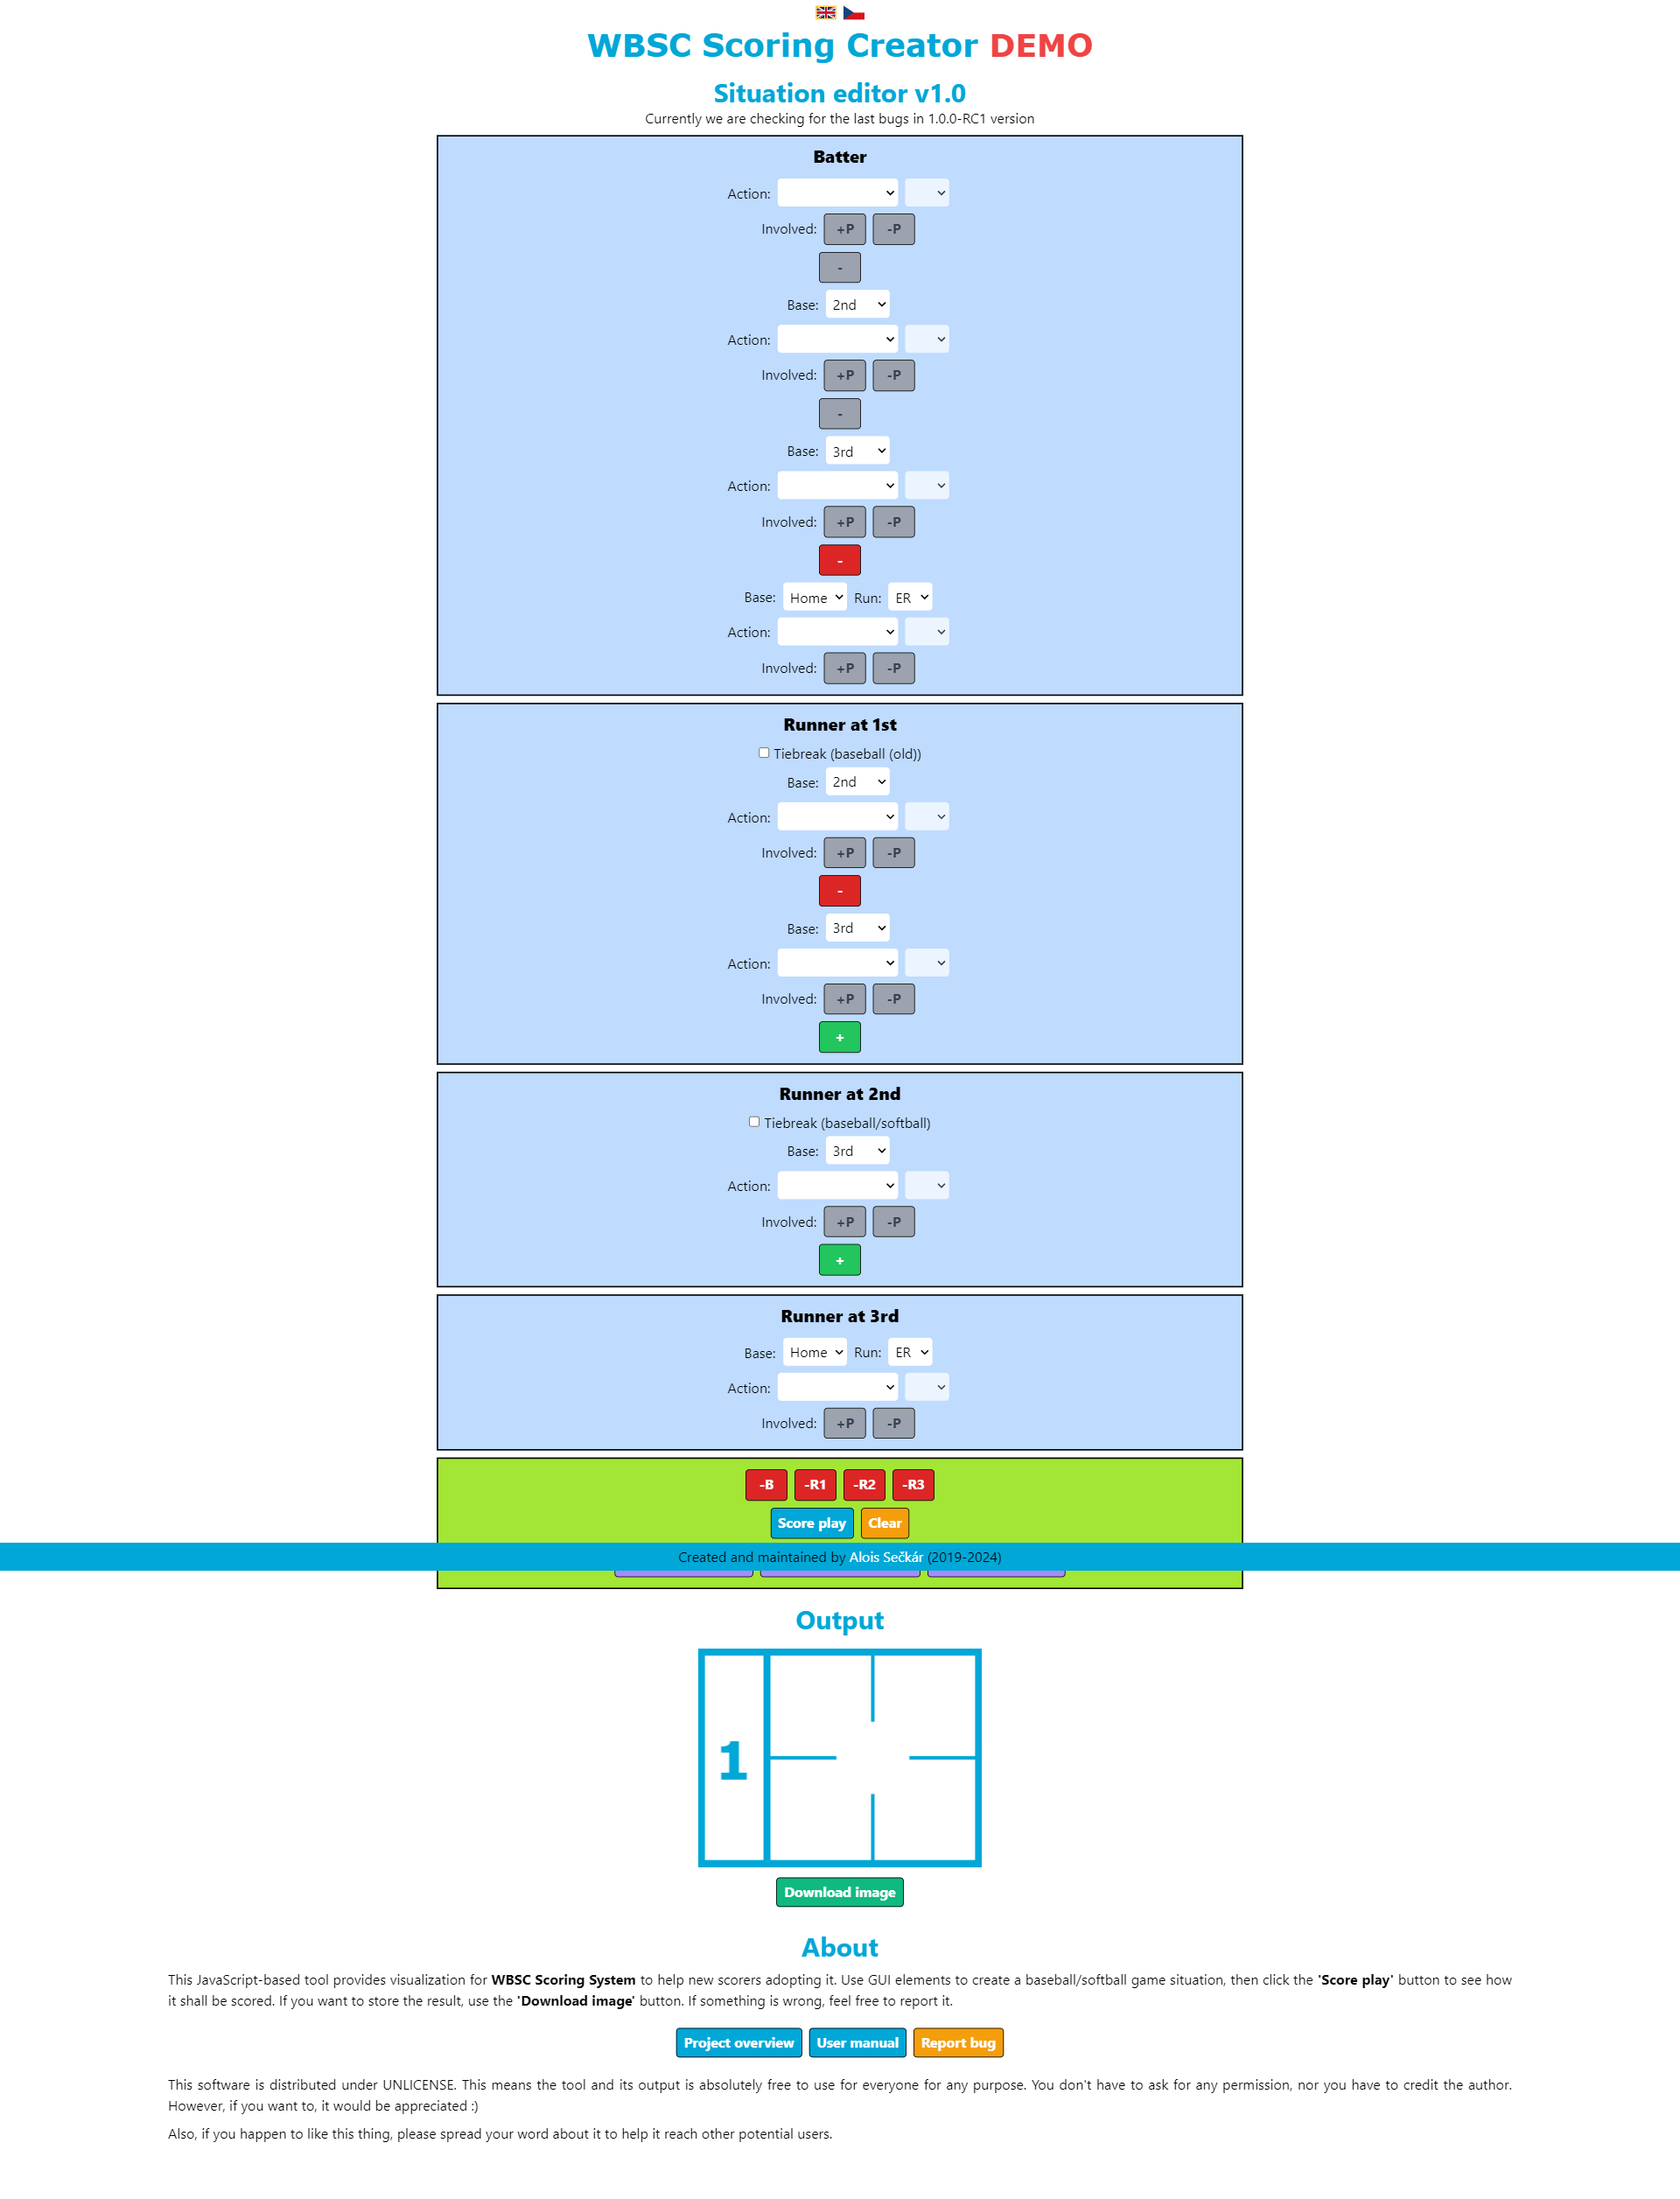 WBSC Scoring Creator DEMO
Situation editor v1.0
Currently we are checking for the last bugs in 1.0.0-RC1 version
Batter
Action:
Involved: +P -P
-
Base: 2nd
Action:
Involved: +P -P
-
Base: 3rd
Action:
Involved: +P -P
-
Base: Home Run: ER
Action:
Involved: +P -P
Runner at 1st
Tiebreak (baseball (old))
Base: 2nd
Action:
Involved: +P -P
-
Base: 3rd
Action:
Involved: +P -P
+
Runner at 2nd
Tiebreak (baseball/softball)
Base: 3rd
Action:
Involved: +P -P
+
Runner at 3rd
Base: Home Run: ER
Action:
Involved: +P -P
-B -R1 -R2 -R3
Score play Clear
Created and maintained by Alois Sečkár (2019-2024)
Output
1
Download image
About
This JavaScript-based tool provides visualization for WBSC Scoring System to help new scorers adopting it. Use GUI elements to create a baseball/softball game situation, then click the 'Score play' button to see how
it shall be scored. If you want to store the result, use the 'Download image' button. If something is wrong, feel free to report it.
Project overview User manual Report bug
This software is distributed under UNLICENSE. This means the tool and its output is absolutely free to use for everyone for any purpose. You don't have to ask for any permission, nor you have to credit the author.
However, if you want to, it would be appreciated :)
Also, if you happen to like this thing, please spread your word about it to help it reach other potential users.